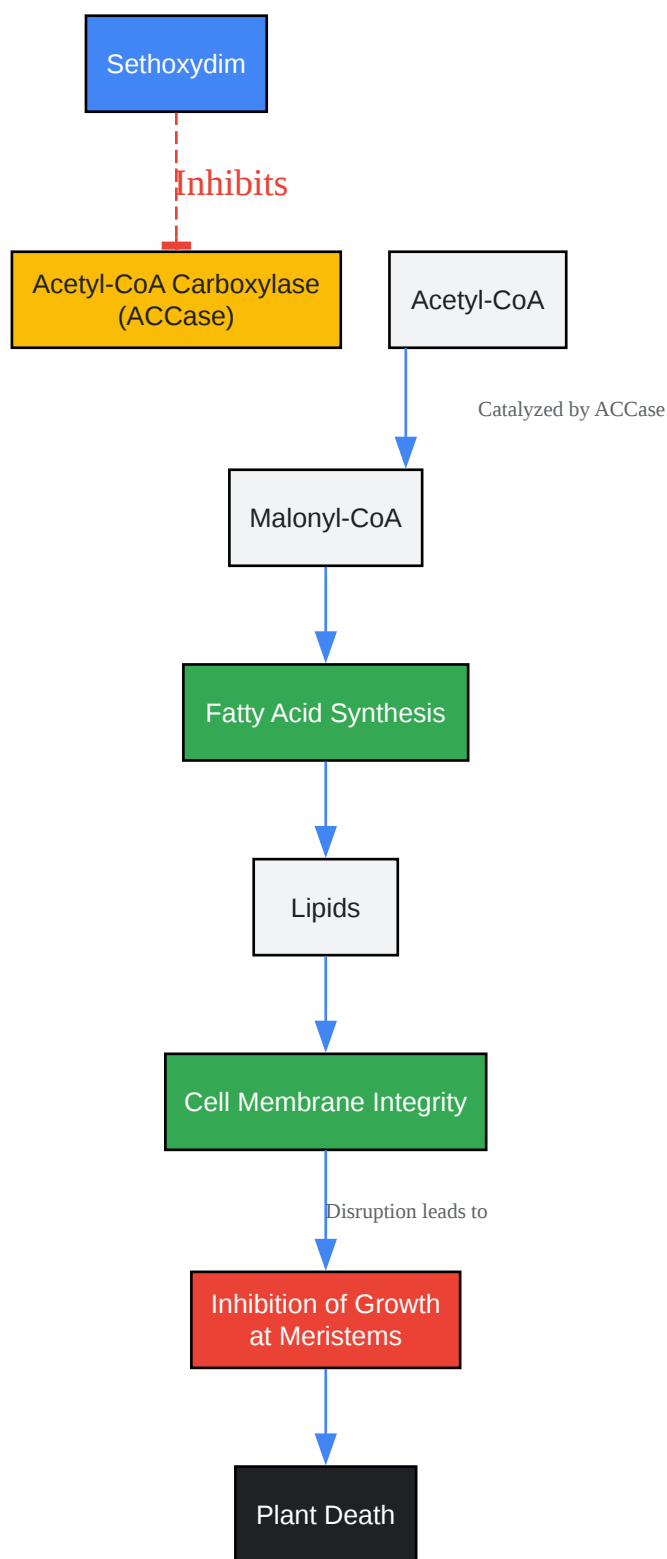 Sethoxydim
Inhibits
Acetyl-CoA Carboxylase
(ACCase)
Acetyl-CoA
Catalyzed by ACCase
Malonyl-CoA
Fatty Acid Synthesis
Lipids
Cell Membrane Integrity
Disruption leads to
Inhibition of Growth
at Meristems
Plant Death